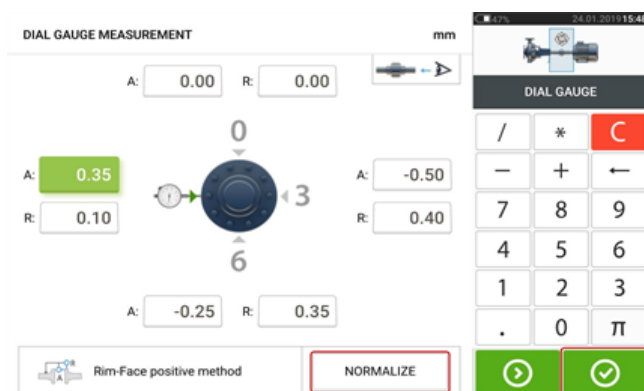 DIAL GAUGE MEASUREMENT mm
A: 0.00 R: 0.00
0
A: 0.35
R: 0.10
3
A: -0.50
R: 0.40
6
A: -0.25 R: 0.35
Rim-Face positive method NORMALIZE
47% 24.01.2019 15:48
DIAL GAUGE
/ * C
− + ←
7 8 9
4 5 6
1 2 3
. 0 π